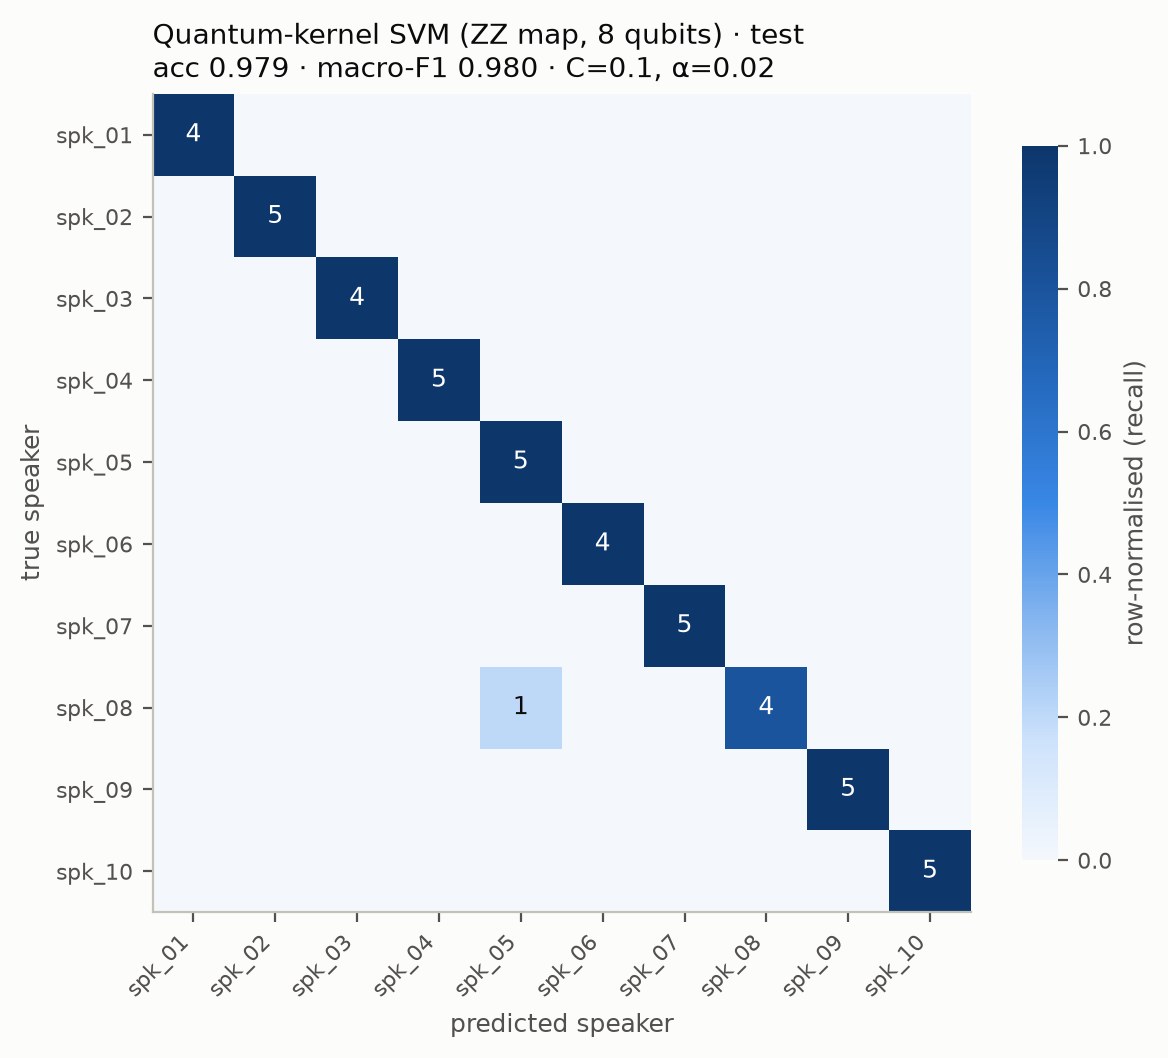 Quantum-kernel SVM (ZZ map, 8 qubits) · test
acc 0.979 · macro-F1 0.980 · C=0.1, α=0.02
true speaker
spk_01
spk_02
spk_03
spk_04
spk_05
spk_06
spk_07
spk_08
spk_09
spk_10
4
5
4
5
5
4
5
1 4
5
5
spk_01 spk_02 spk_03 spk_04 spk_05 spk_06 spk_07 spk_08 spk_09 spk_10
predicted speaker
1.0
0.8
0.6
0.4
0.2
0.0
row-normalised (recall)